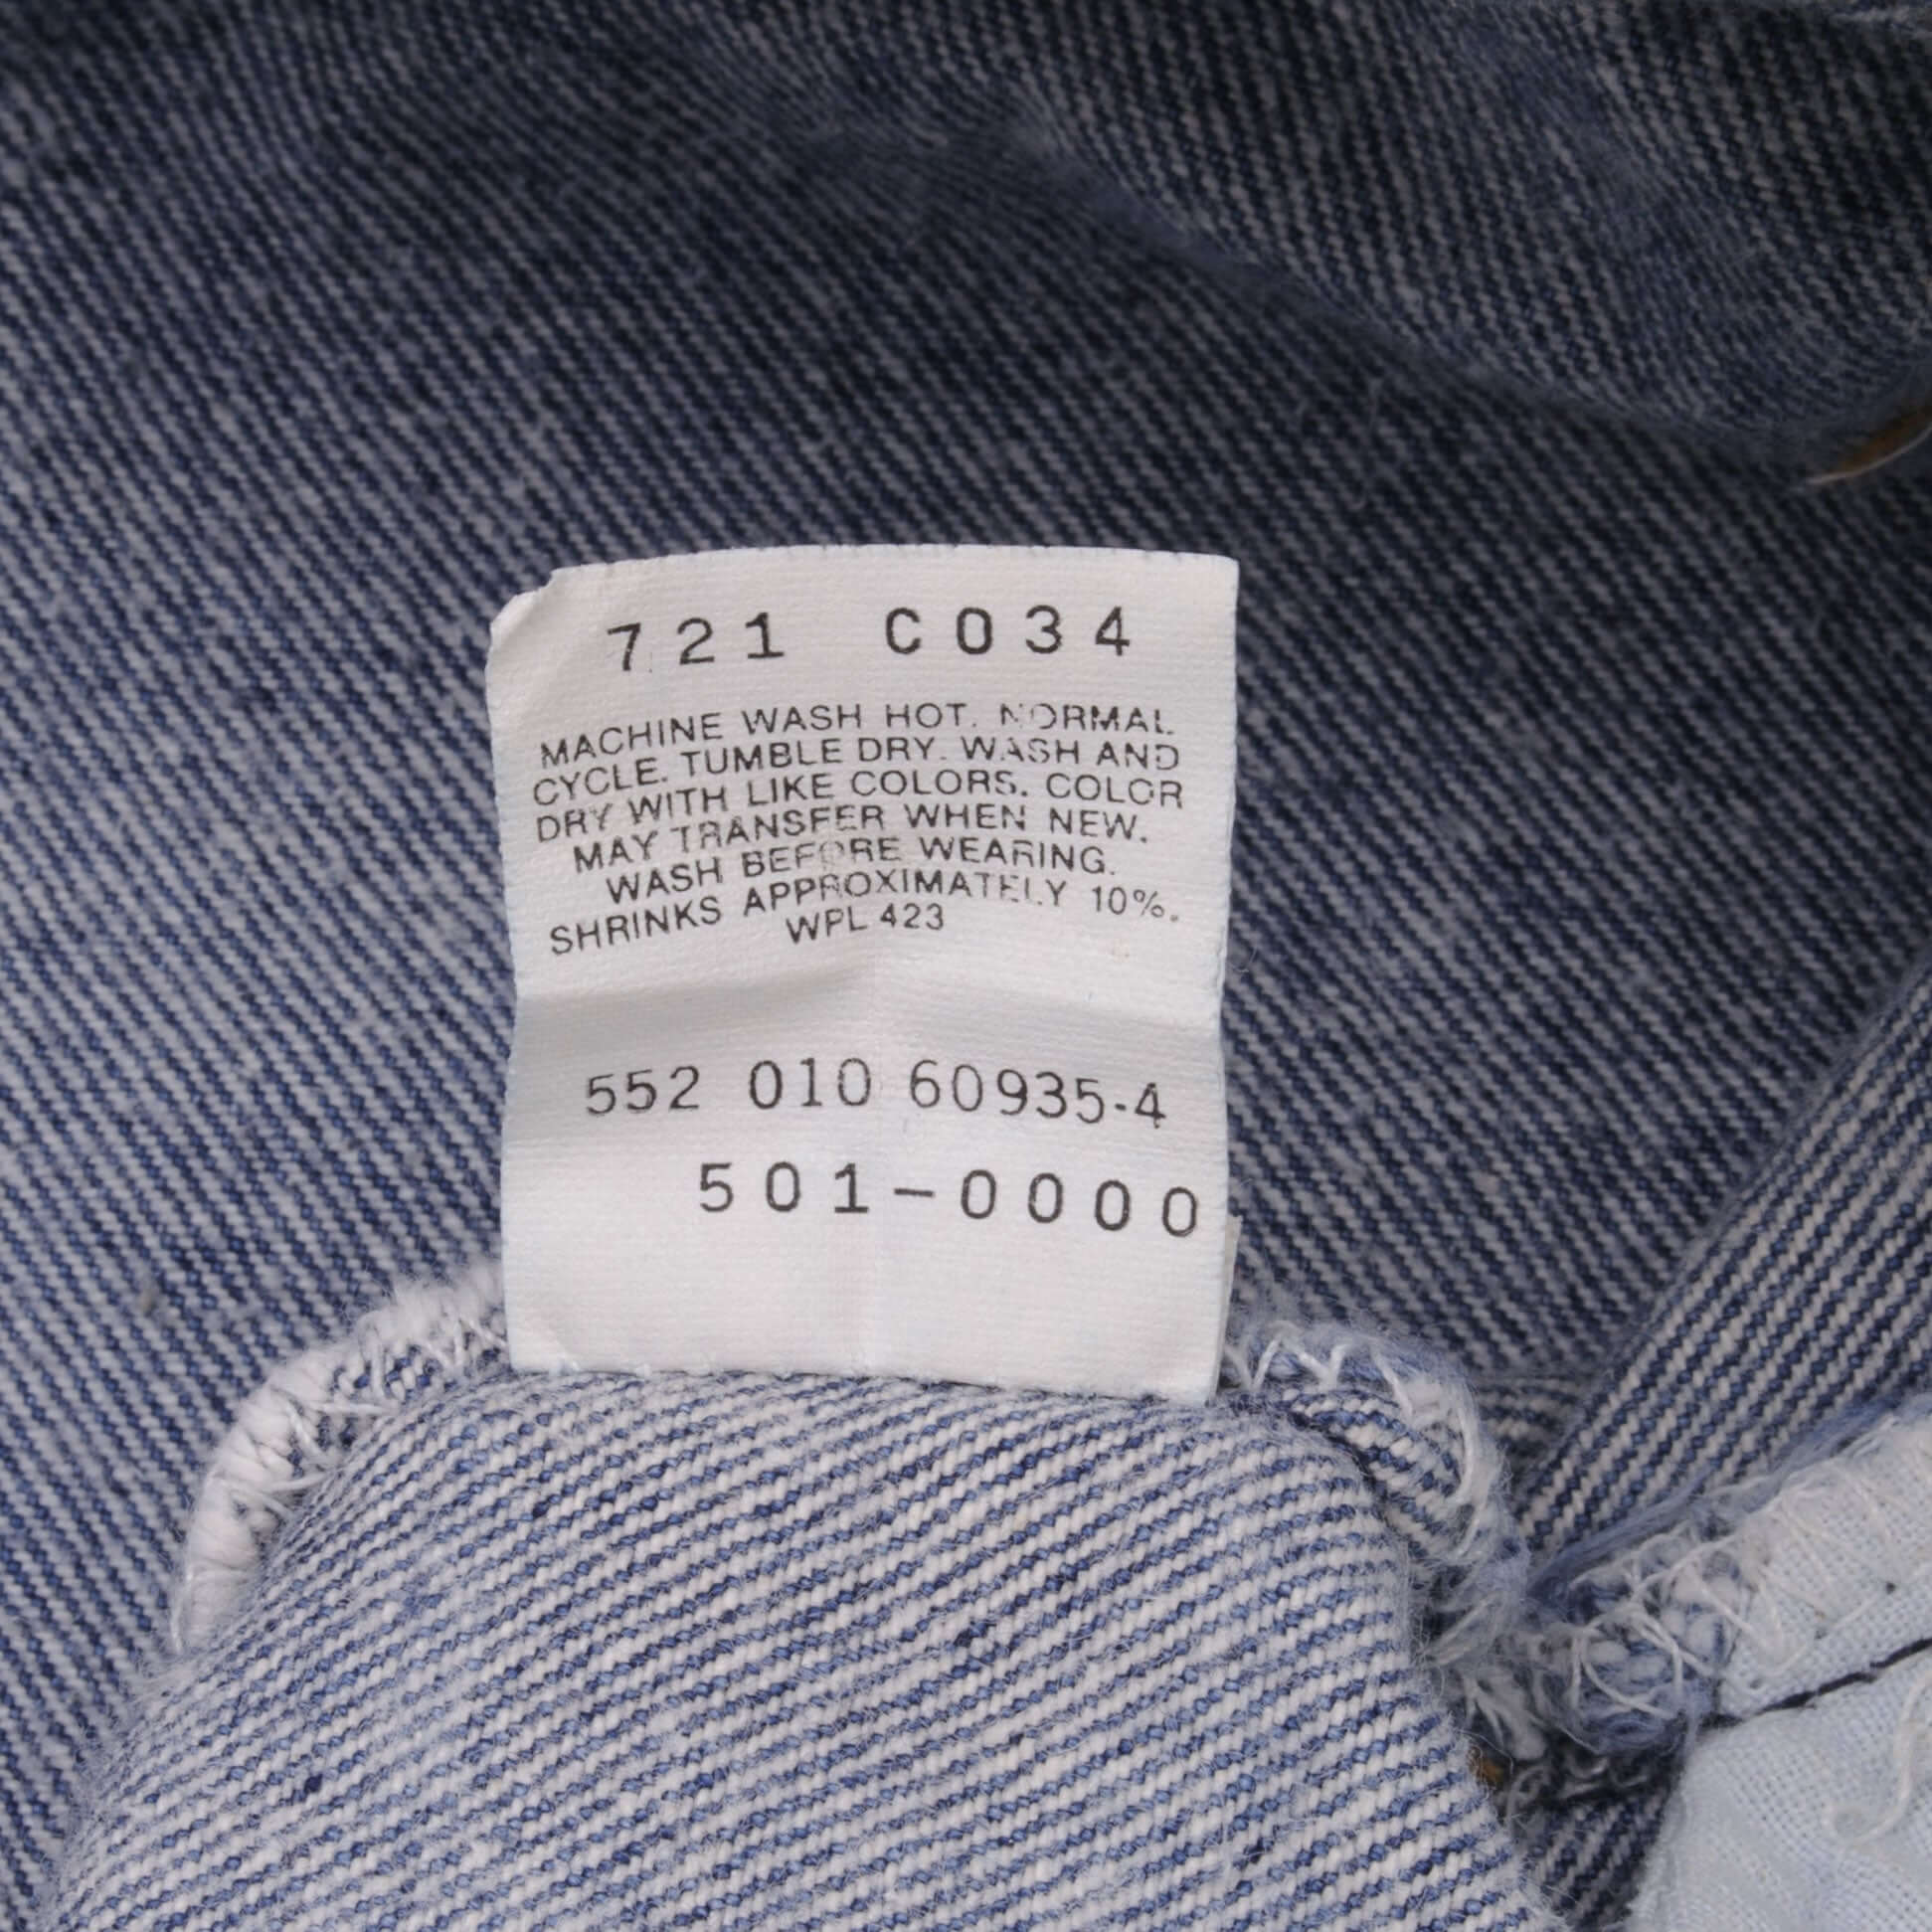 721 C034
MACHINE WASH HOT. NORMAL
CYCLE. TUMBLE DRY. WASH AND
DRY WITH LIKE COLORS. COLOR
MAY TRANSFER WHEN NEW.
WASH BEFORE WEARING.
SHRINKS APPROXIMATELY 10%.
WPL 423
552 010 60935-4
501-0000